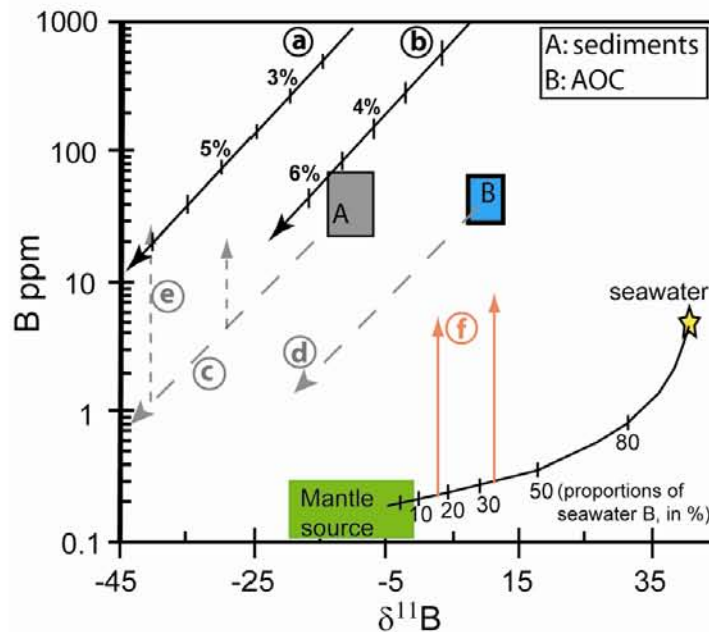 1000
100
10
1
0.1
B ppm
-45
-25
-5
15
35
δ¹¹B
A: sediments
B: AOC
a
b
3%
5%
4%
6%
A
B
seawater
e
c
d
f
Mantle
source
10
20
30
50 (proportions of
seawater B, in %)
80